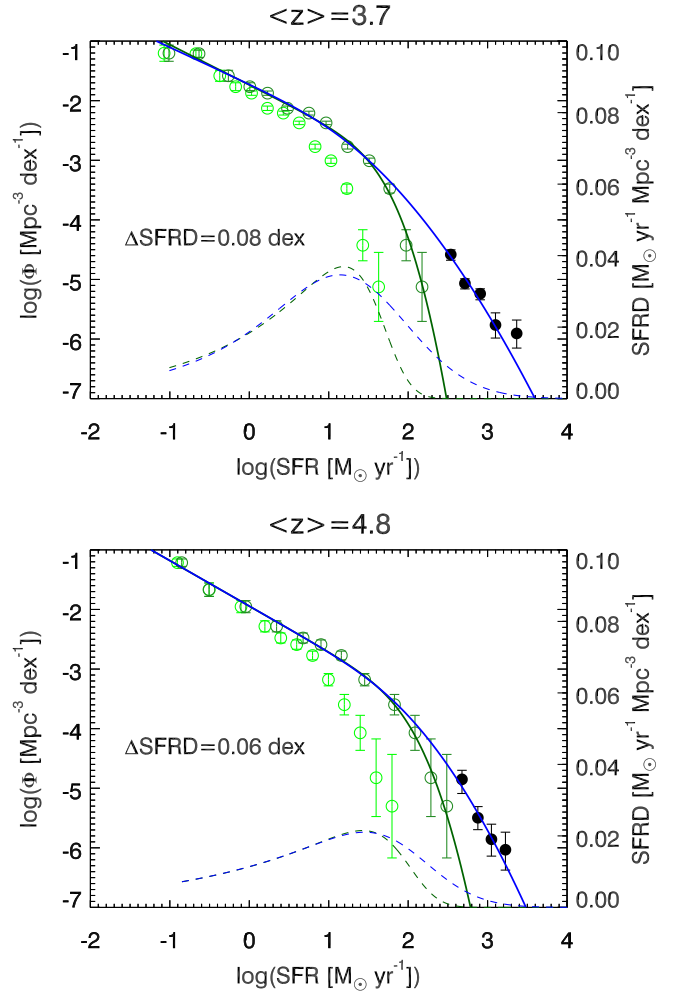 <z>=3.7
-1
-2
-3
-4
-5
-6
-7
log(Φ [Mpc⁻³ dex⁻¹])
ΔSFRD=0.08 dex
0.10
0.08
0.06
0.04
0.02
0.00
SFRD [M☉ yr⁻¹ Mpc⁻³ dex⁻¹]
-2 -1 0 1 2 3 4
log(SFR [M☉ yr⁻¹])
<z>=4.8
-1
-2
-3
-4
-5
-6
-7
log(Φ [Mpc⁻³ dex⁻¹])
ΔSFRD=0.06 dex
0.10
0.08
0.06
0.04
0.02
0.00
SFRD [M☉ yr⁻¹ Mpc⁻³ dex⁻¹]
-2 -1 0 1 2 3 4
log(SFR [M☉ yr⁻¹])